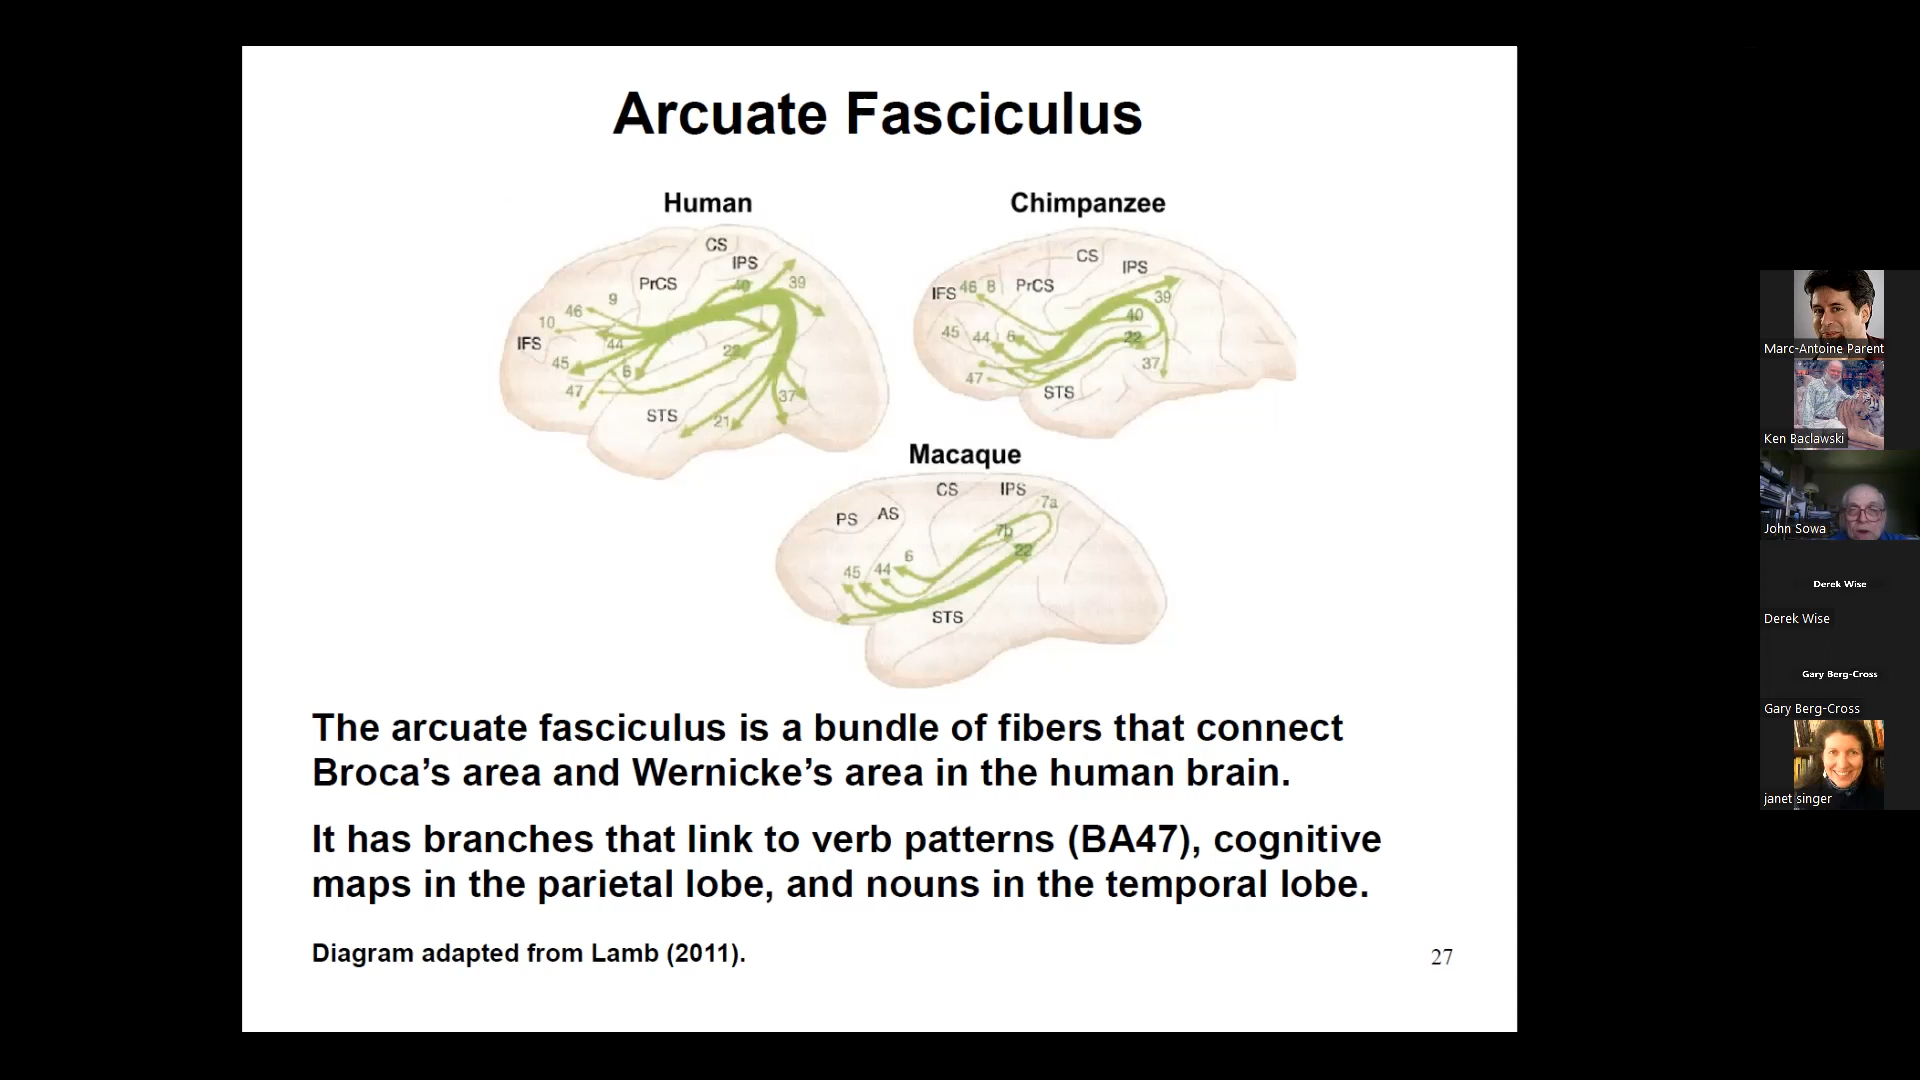 Arcuate Fasciculus
Human
Chimpanzee
CS
IPS
PrCS
40
39
9
46
10
IFS
44
45
6
47
22
37
STS
21
CS
IPS
IFS
46
8
PrCS
39
40
45
44
6
22
37
47
STS
Macaque
CS
IPS
7a
PS
AS
7b
22
6
45
44
STS
The arcuate fasciculus is a bundle of fibers that connect
Broca’s area and Wernicke’s area in the human brain.
It has branches that link to verb patterns (BA47), cognitive
maps in the parietal lobe, and nouns in the temporal lobe.
Diagram adapted from Lamb (2011).
27
Marc-Antoine Parent
Ken Baclawski
John Sowa
Derek Wise
Derek Wise
Gary Berg-Cross
Gary Berg-Cross
janet singer